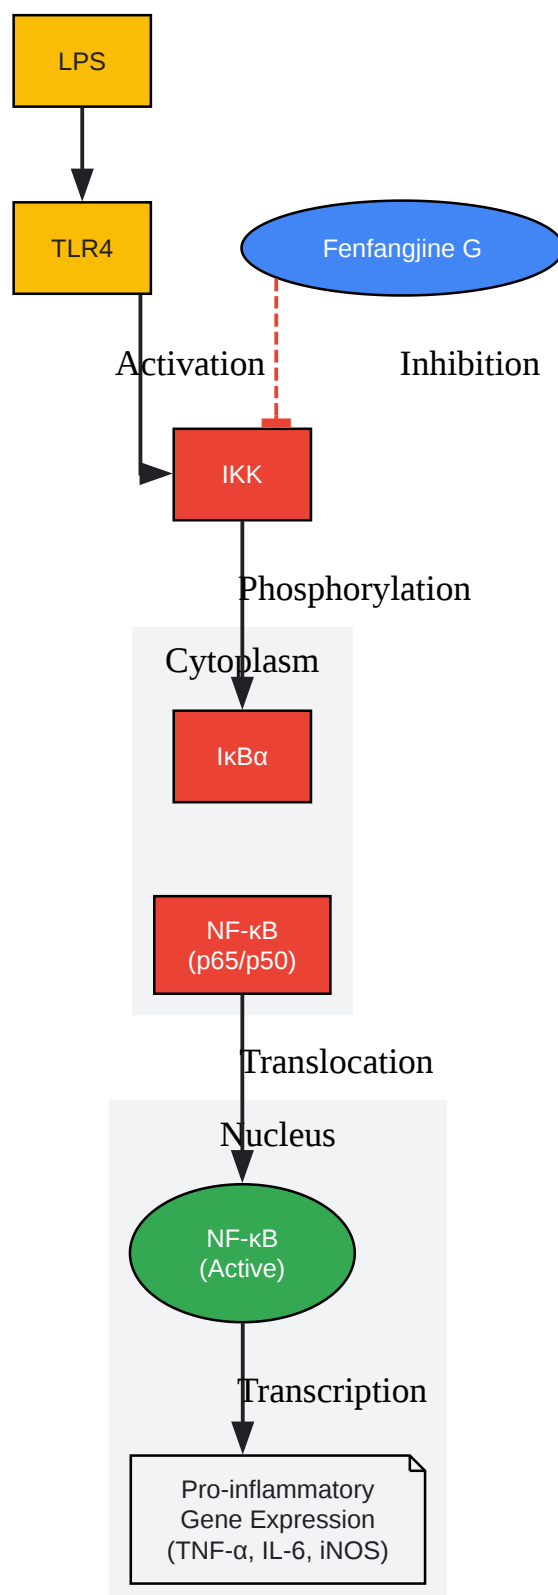 LPS
TLR4
Fenfangjine G
Activation
Inhibition
IKK
Phosphorylation
Cytoplasm
IκBα
NF-κB
(p65/p50)
Translocation
Nucleus
NF-κB
(Active)
Transcription
Pro-inflammatory
Gene Expression
(TNF-α, IL-6, iNOS)